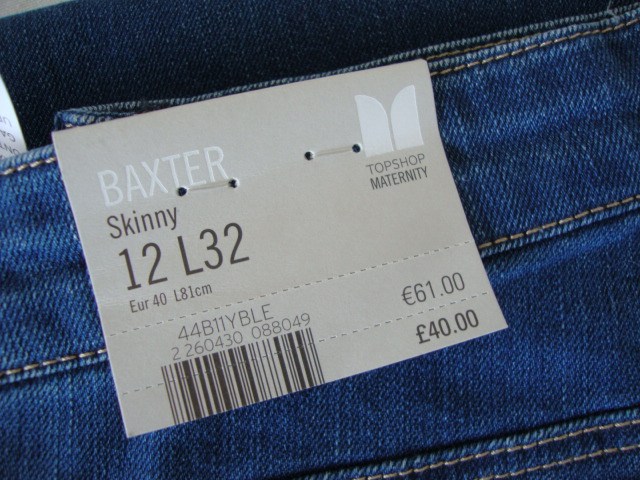 BAXTER
Skinny
12 L32
Eur 40 L81cm
TOPSHOP
MATERNITY
€61.00
£40.00
44B11YBLE
2 260430 088049